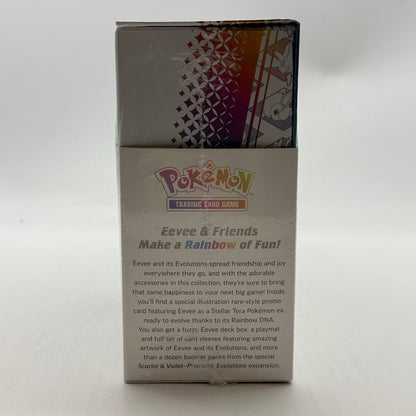 POKéMON
TRADING CARD GAME
Eevee & Friends
Make a Rainbow of Fun!
Eevee and its Evolutions spread friendship and joy
everywhere they go, and with the adorable
accessories in this collection, they're sure to bring
that same happiness to your next big game! Inside,
you'll find a special illustration rare-style promo
card featuring Eevee as a Stellar Tera Pokémon ex,
ready to evolve thanks to its Rainbow DNA.
You also get a fuzzy Eevee deck box, a playmat
and full set of card sleeves featuring amazing
artwork of Eevee and its Evolutions, and more
than a dozen booster packs from the special
Scarlet & Violet—Prismatic Evolutions expansion.